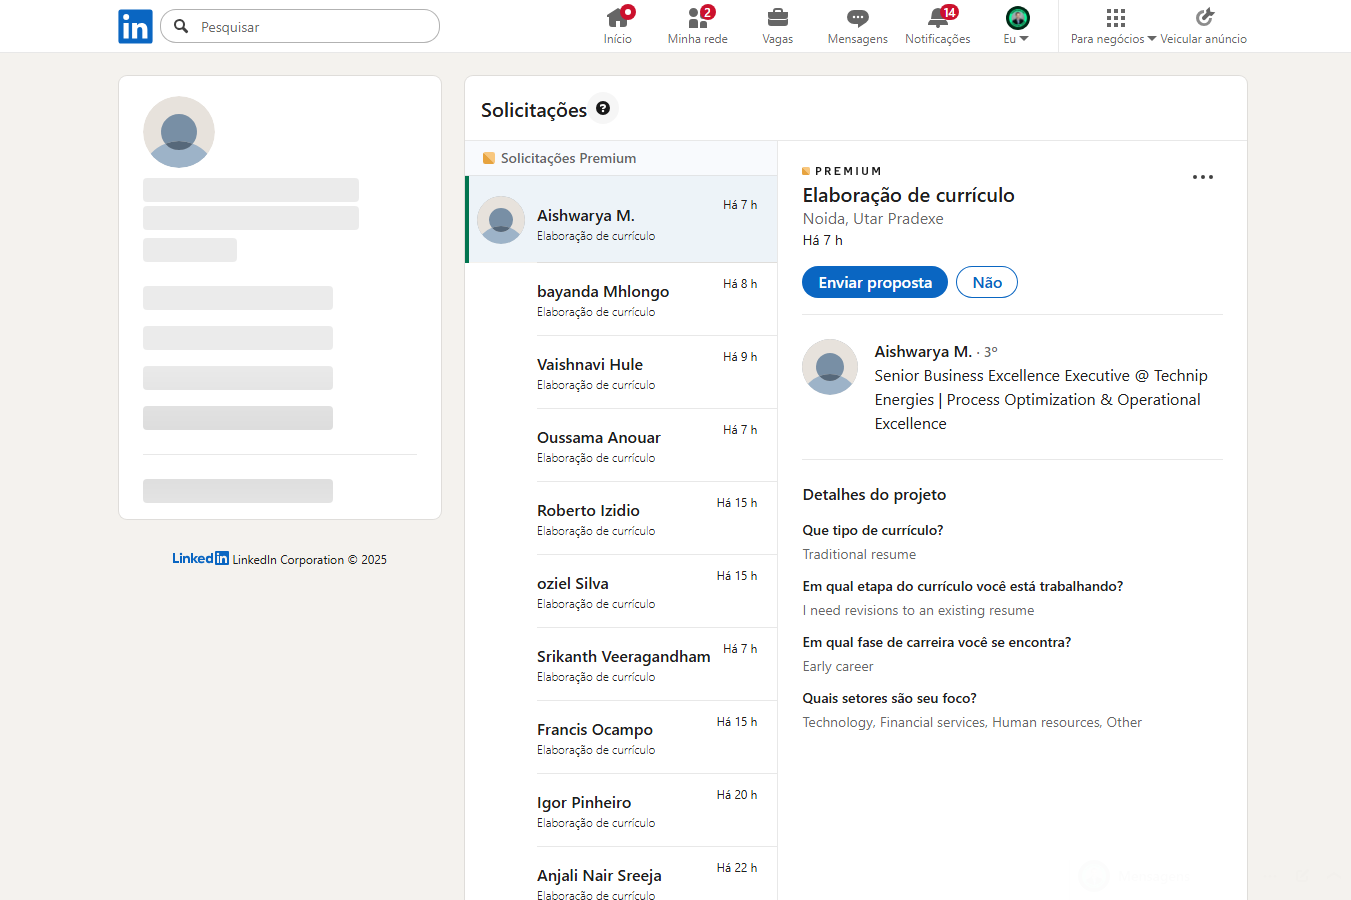 in
Pesquisar
Início
2
Minha rede
Vagas
Mensagens
14
Notificações
Eu
Para negócios
Veicular anúncio
Solicitações
?
Solicitações Premium
Aishwarya M.
Há 7 h
Elaboração de currículo
bayanda Mhlongo
Há 8 h
Elaboração de currículo
Vaishnavi Hule
Há 9 h
Elaboração de currículo
Oussama Anouar
Há 7 h
Elaboração de currículo
Roberto Izidio
Há 15 h
Elaboração de currículo
oziel Silva
Há 15 h
Elaboração de currículo
Srikanth Veeragandham
Há 7 h
Elaboração de currículo
Francis Ocampo
Há 15 h
Elaboração de currículo
Igor Pinheiro
Há 20 h
Elaboração de currículo
Anjali Nair Sreeja
Há 22 h
Elaboração de currículo
PREMIUM
Elaboração de currículo
Noida, Utar Pradexe
Há 7 h
Enviar proposta
Não
Aishwarya M. · 3º
Senior Business Excellence Executive @ Technip
Energies | Process Optimization & Operational
Excellence
Detalhes do projeto
Que tipo de currículo?
Traditional resume
Em qual etapa do currículo você está trabalhando?
I need revisions to an existing resume
Em qual fase de carreira você se encontra?
Early career
Quais setores são seu foco?
Technology, Financial services, Human resources, Other
LinkedIn LinkedIn Corporation © 2025